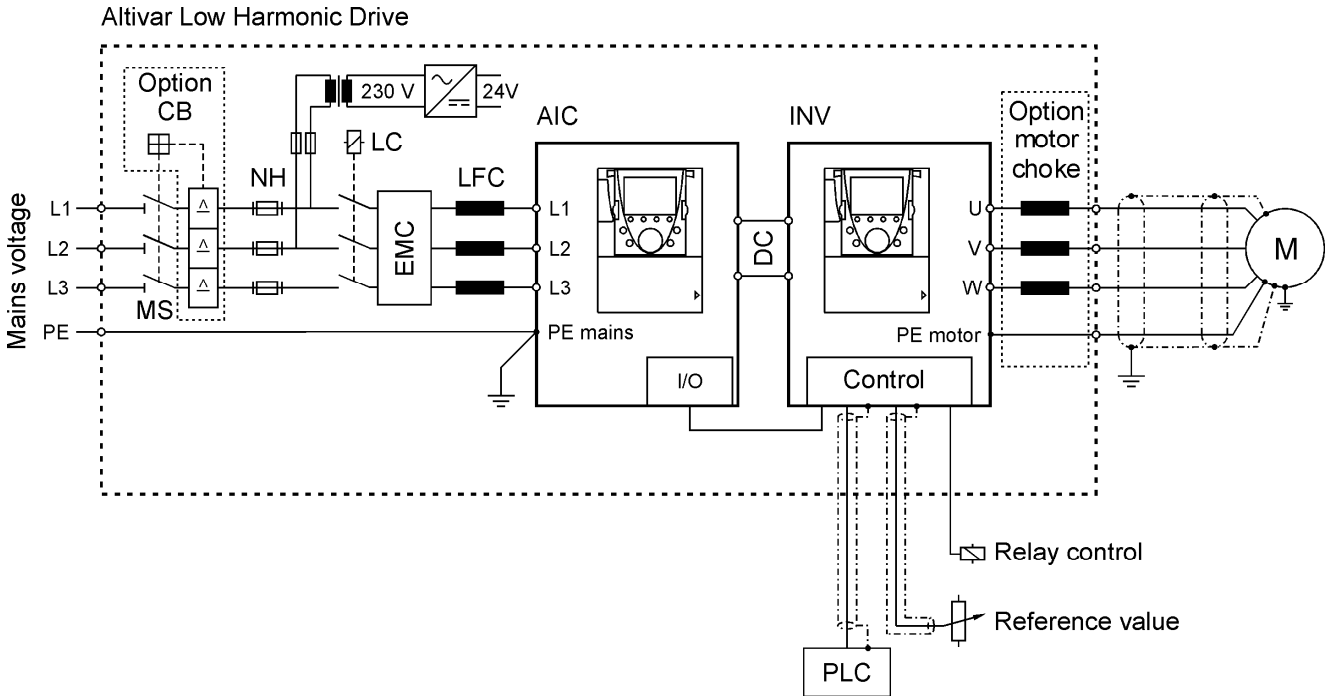 Altivar Low Harmonic Drive
Option
CB
230 V
24V
AIC
INV
Option
motor
choke
LC
NH
LFC
Mains voltage
L1
L2
L3
PE
MS
EMC
L1
L2
L3
PE mains
I/O
DC
U
V
W
PE motor
Control
M
Relay control
Reference value
PLC